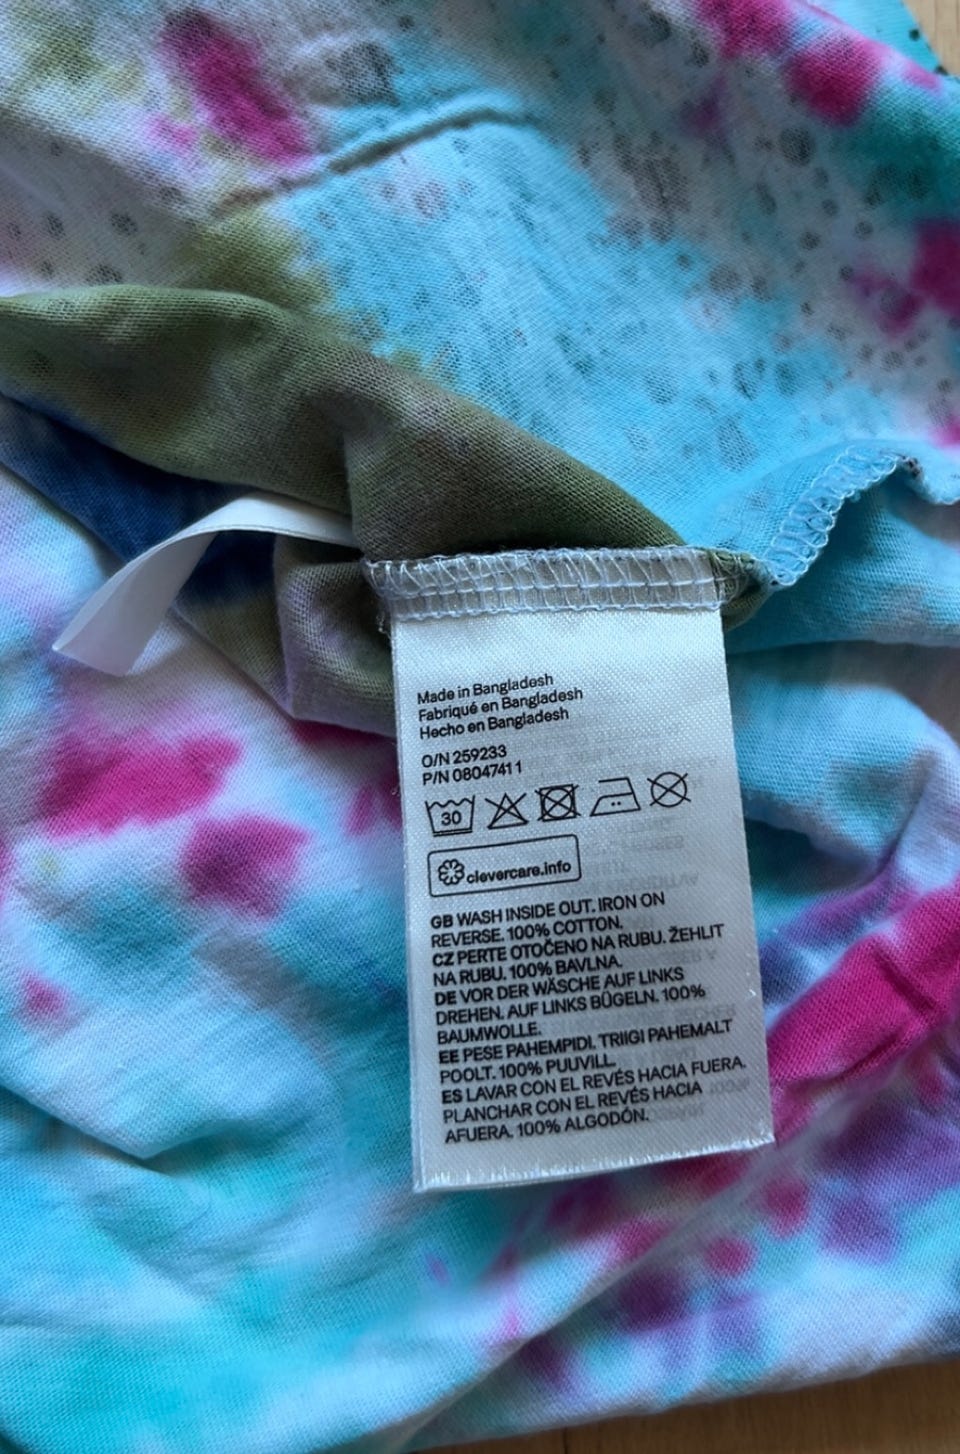 Made in Bangladesh
Fabriqué en Bangladesh
Hecho en Bangladesh
O/N 259233
P/N 08047411
30
clevercare.info
GB WASH INSIDE OUT. IRON ON
REVERSE. 100% COTTON.
CZ PERTE OTOČENO NA RUBU. ŽEHLIT
NA RUBU. 100% BAVLNA.
DE VOR DER WÄSCHE AUF LINKS
DREHEN. AUF LINKS BÜGELN. 100%
BAUMWOLLE.
EE PESE PAHEMPIDI. TRIIGI PAHEMALT
POOLT. 100% PUUVILL.
ES LAVAR CON EL REVÉS HACIA FUERA.
PLANCHAR CON EL REVÉS HACIA
AFUERA. 100% ALGODÓN.